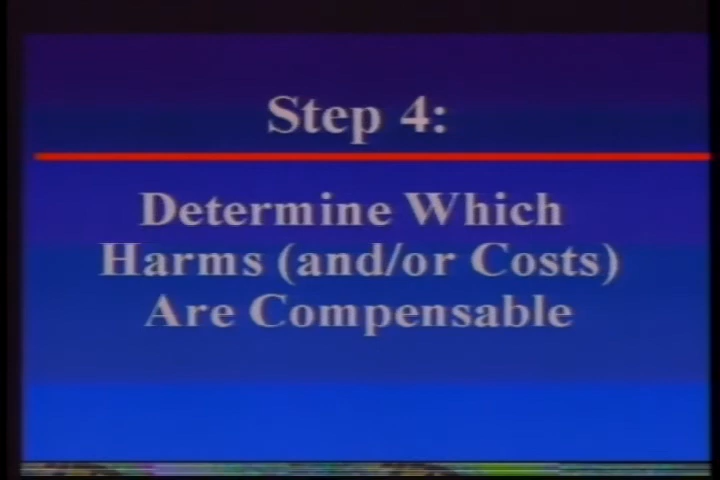 Step 4:
Determine Which
Harms (and/or Costs)
Are Compensable